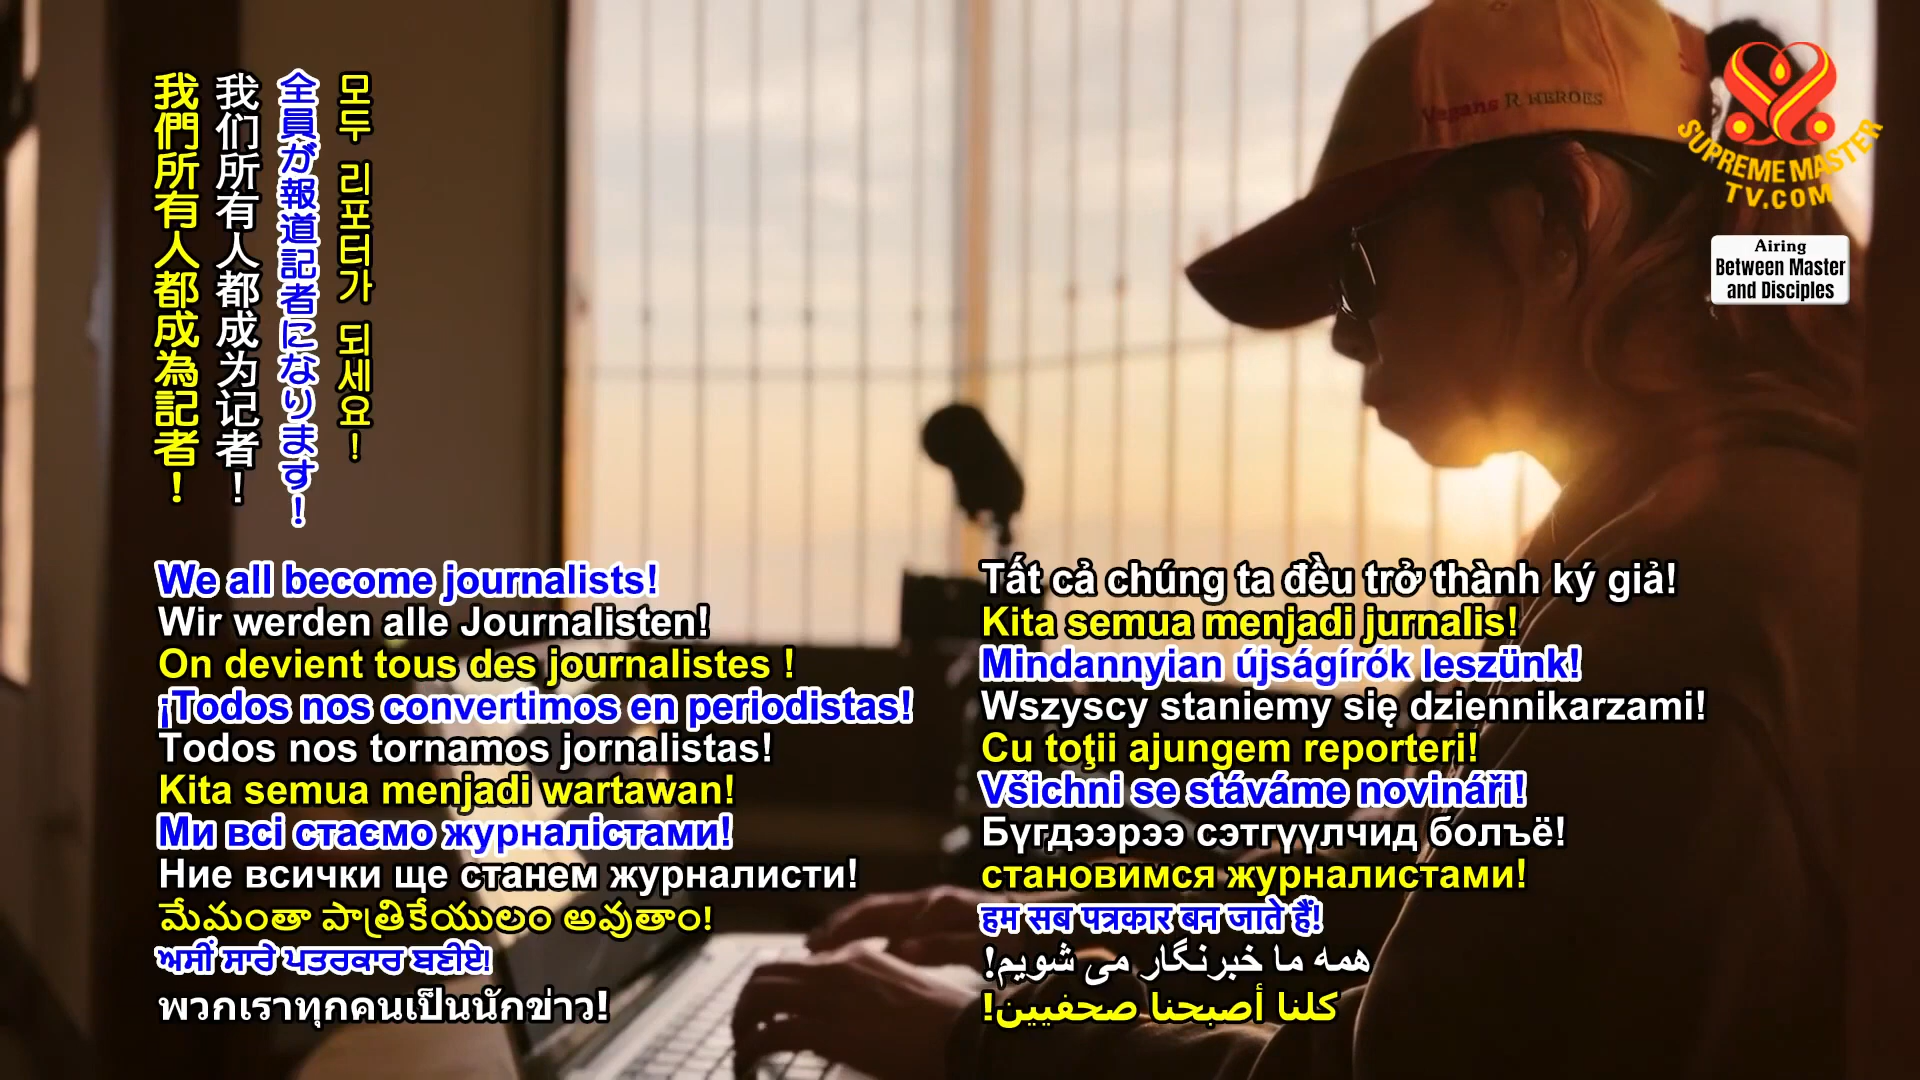 我們所有人都成為記者！
我们所有人都成为记者！
全員が報道記者になります！
모두 리포터가 되세요！
Vegans R HEROES
SUPREME MASTER
TV.COM
Airing
Between Master
and Disciples
We all become journalists!
Wir werden alle Journalisten!
On devient tous des journalistes !
¡Todos nos convertimos en periodistas!
Todos nos tornamos jornalistas!
Kita semua menjadi wartawan!
Ми всі стаємо журналістами!
Ние всички ще станем журналисти!
మేమంతా పాత్రికేయులం అవుతాం!
ਅਸੀਂ ਸਾਰੇ ਪਤਰਕਾਰ ਬਣੀਏ!
พวกเราทุกคนเป็นนักข่าว!
Tất cả chúng ta đều trở thành ký giả!
Kita semua menjadi jurnalis!
Mindannyian újságírók leszünk!
Wszyscy staniemy się dziennikarzami!
Cu toţii ajungem reporteri!
Všichni se stáváme novináři!
Бүгдээрээ сэтгүүлчид болъё!
становимся журналистами!
हम सब पत्रकार बन जाते हैं!
همه ما خبرنگار می شویم!
كلنا أصبحنا صحفيين!